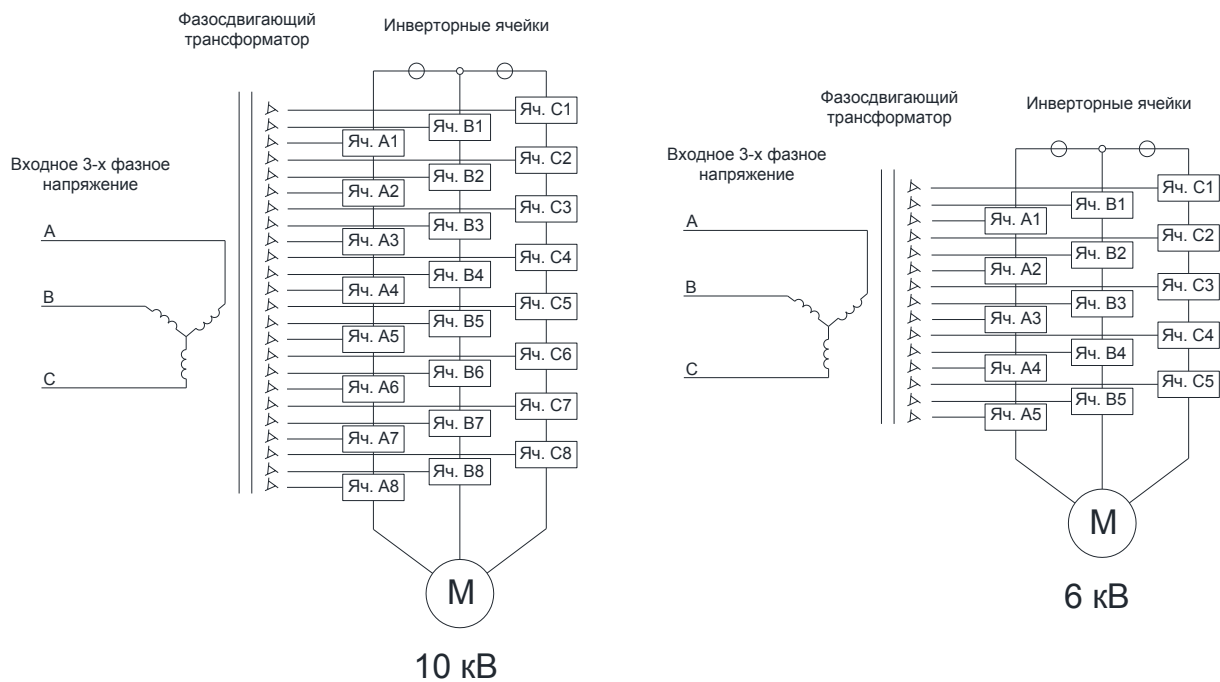 Фазосдвигающий
трансформатор
Инверторные ячейки
Входное 3-х фазное
напряжение
A
B
C
Яч. C1
Яч. B1
Яч. A1
Яч. C2
Яч. B2
Яч. A2
Яч. C3
Яч. B3
Яч. A3
Яч. C4
Яч. B4
Яч. A4
Яч. C5
Яч. B5
Яч. A5
Яч. C6
Яч. B6
Яч. A6
Яч. C7
Яч. B7
Яч. A7
Яч. C8
Яч. B8
Яч. A8
M
10 кВ
Фазосдвигающий
трансформатор
Инверторные ячейки
Входное 3-х фазное
напряжение
A
B
C
Яч. C1
Яч. B1
Яч. A1
Яч. C2
Яч. B2
Яч. A2
Яч. C3
Яч. B3
Яч. A3
Яч. C4
Яч. B4
Яч. A4
Яч. C5
Яч. B5
Яч. A5
M
6 кВ